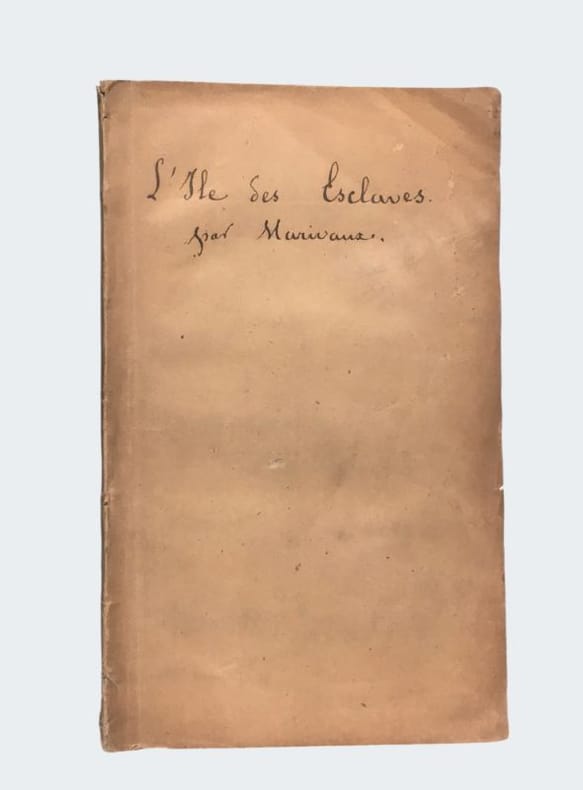 L'Ile des Esclaves.
par Marivaux.